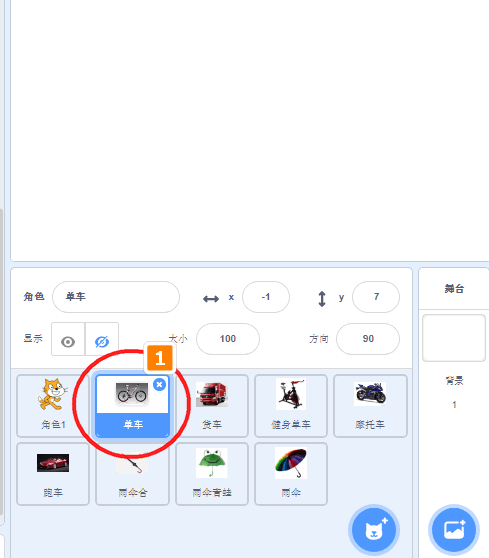 角色 单车 x -1 y 7
舞台
显示 大小 100 方向 90
1
背景
1
角色1 单车 货车 健身单车 摩托车
跑车 雨伞合 雨伞青蛙 雨伞